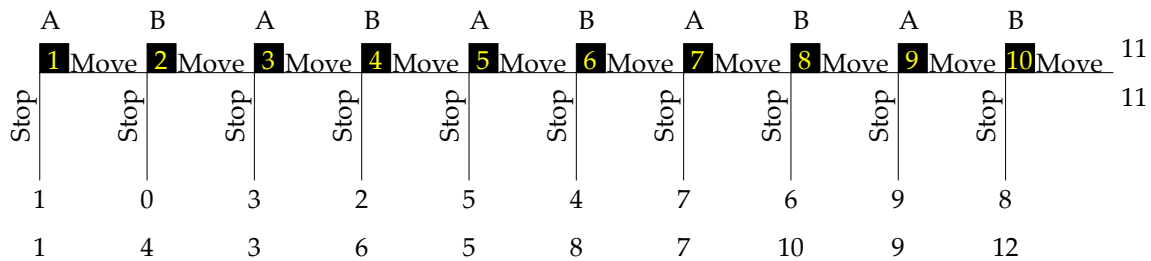 A B A B A B A B A B
1 Move 2 Move 3 Move 4 Move 5 Move 6 Move 7 Move 8 Move 9 Move 10 Move 11
Stop Stop Stop Stop Stop Stop Stop Stop Stop 11
1 0 3 2 5 4 7 6 9 8
1 4 3 6 5 8 7 10 9 12